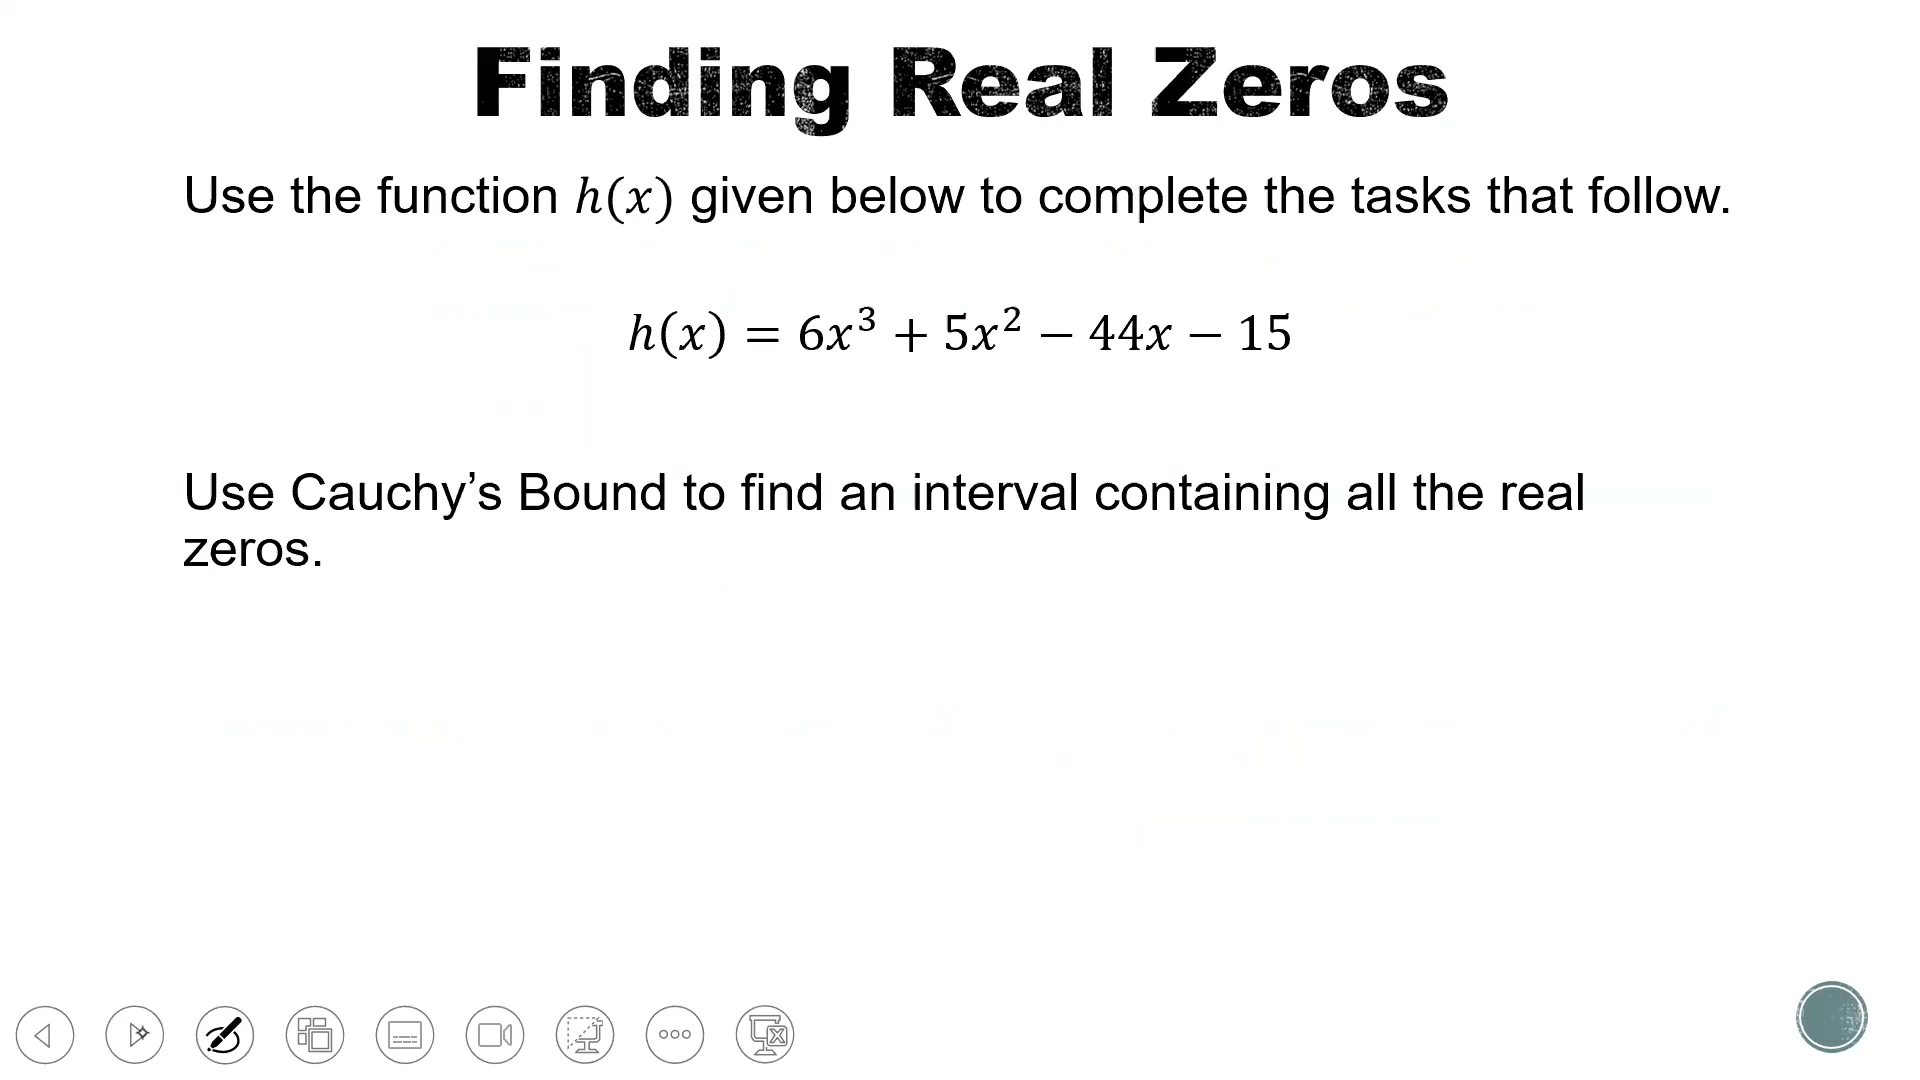 Finding Real Zeros
Use the function h(x) given below to complete the tasks that follow.
h(x) = 6x³ + 5x² − 44x − 15
Use Cauchy’s Bound to find an interval containing all the real
zeros.